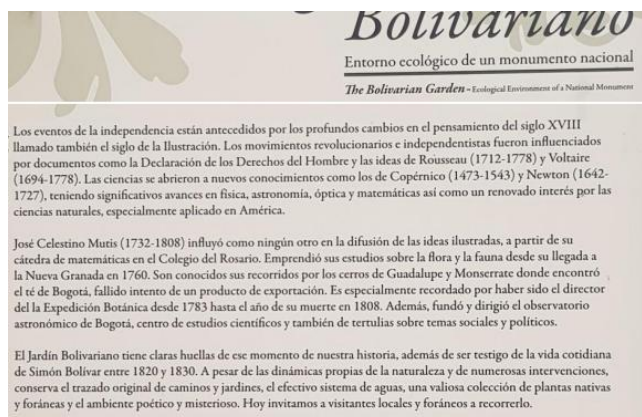 Bolivariano
Entorno ecológico de un monumento nacional
The Bolivarian Garden - Ecological Environment of a National Monument
Los eventos de la independencia están antecedidos por los profundos cambios en el pensamiento del siglo XVIII
llamado también el siglo de la Ilustración. Los movimientos revolucionarios e independentistas fueron influenciados
por documentos como la Declaración de los Derechos del Hombre y las ideas de Rousseau (1712-1778) y Voltaire
(1694-1778). Las ciencias se abrieron a nuevos conocimientos como los de Copérnico (1473-1543) y Newton (1642-
1727), teniendo significativos avances en física, astronomía, óptica y matemáticas así como un renovado interés por las
ciencias naturales, especialmente aplicado en América.
José Celestino Mutis (1732-1808) influyó como ningún otro en la difusión de las ideas ilustradas, a partir de su
cátedra de matemáticas en el Colegio del Rosario. Emprendió sus estudios sobre la flora y la fauna desde su llegada a
la Nueva Granada en 1760. Son conocidos sus recorridos por los cerros de Guadalupe y Monserrate donde encontró
el té de Bogotá, fallido intento de un producto de exportación. Es especialmente recordado por haber sido el director
del la Expedición Botánica desde 1783 hasta el año de su muerte en 1808. Además, fundó y dirigió el observatorio
astronómico de Bogotá, centro de estudios científicos y también de tertulias sobre temas sociales y políticos.
El Jardín Bolivariano tiene claras huellas de ese momento de nuestra historia, además de ser testigo de la vida cotidiana
de Simón Bolívar entre 1820 y 1830. A pesar de las dinámicas propias de la naturaleza y de numerosas intervenciones,
conserva el trazado original de caminos y jardines, el efectivo sistema de aguas, una valiosa colección de plantas nativas
y foráneas y el ambiente poético y misterioso. Hoy invitamos a visitantes locales y foráneos a recorrerlo.